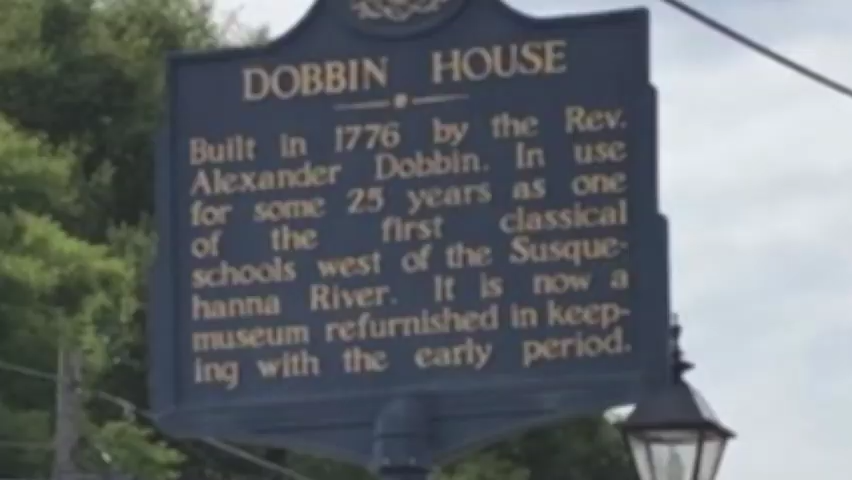 DOBBIN HOUSE
Built in 1776 by the Rev.
Alexander Dobbin. In use
for some 25 years as one
of the first classical
schools west of the Susque-
hanna River. It is now a
museum refurnished in keep-
ing with the early period.